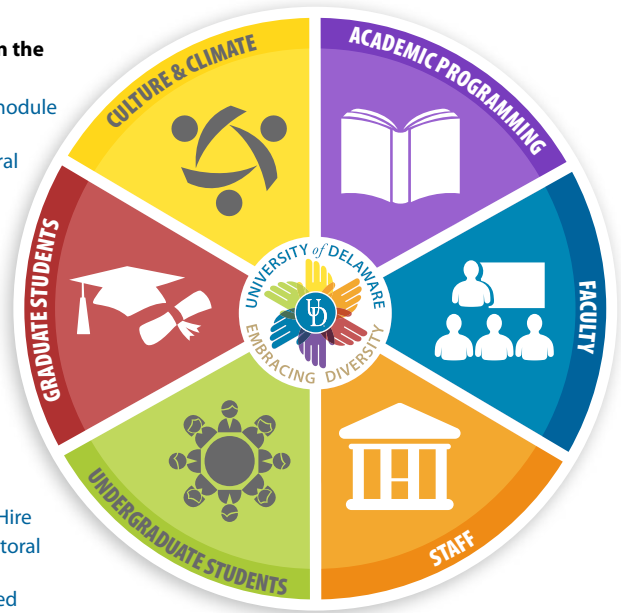 n the
module
ral
CULTURE & CLIMATE
ACADEMIC PROGRAMMING
GRADUATE STUDENTS
FACULTY
UNIVERSITY of DELAWARE
UD
EMBRACING DIVERSITY
UNDERGRADUATE STUDENTS
STAFF
Hire
toral
ed